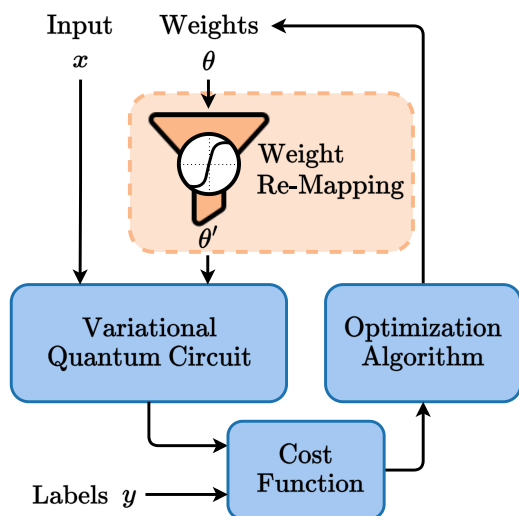 Input
x
Weights
θ
Weight
Re-Mapping
θ′
Variational
Quantum Circuit
Optimization
Algorithm
Cost
Function
Labels y